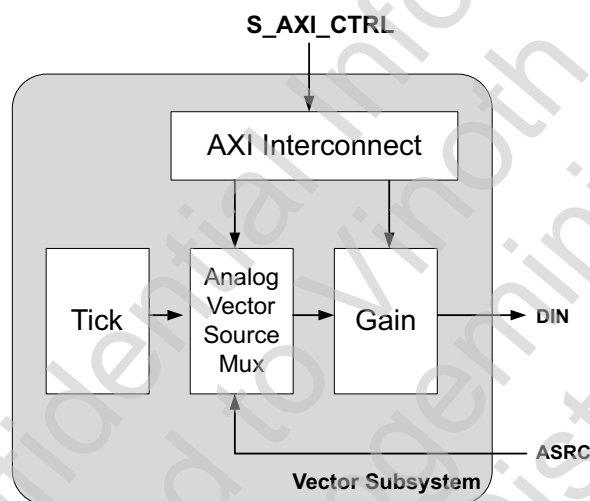 S_AXI_CTRL
AXI Interconnect
Tick
Analog
Vector
Source
Mux
Gain
DIN
ASRC
Vector Subsystem